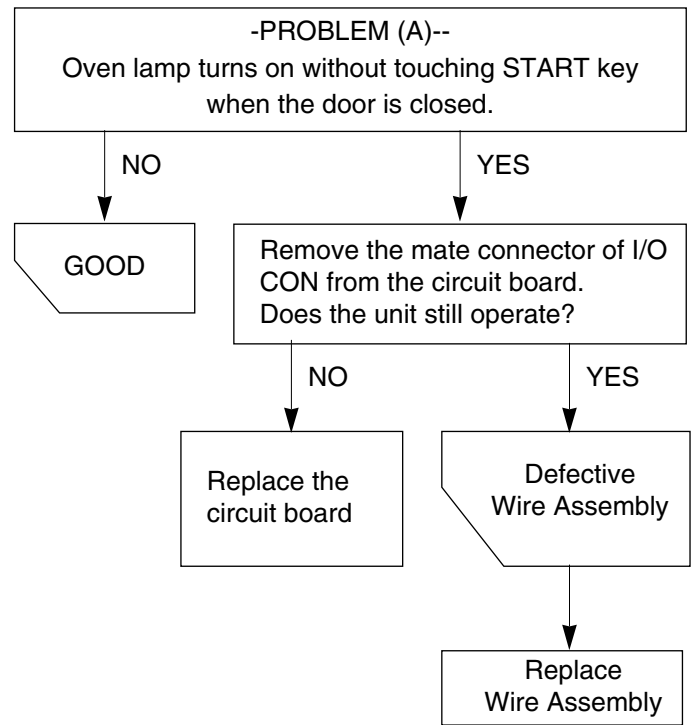 -PROBLEM (A)--
Oven lamp turns on without touching START key
when the door is closed.
NO
YES
GOOD
Remove the mate connector of I/O
CON from the circuit board.
Does the unit still operate?
NO
YES
Replace the
circuit board
Defective
Wire Assembly
Replace
Wire Assembly